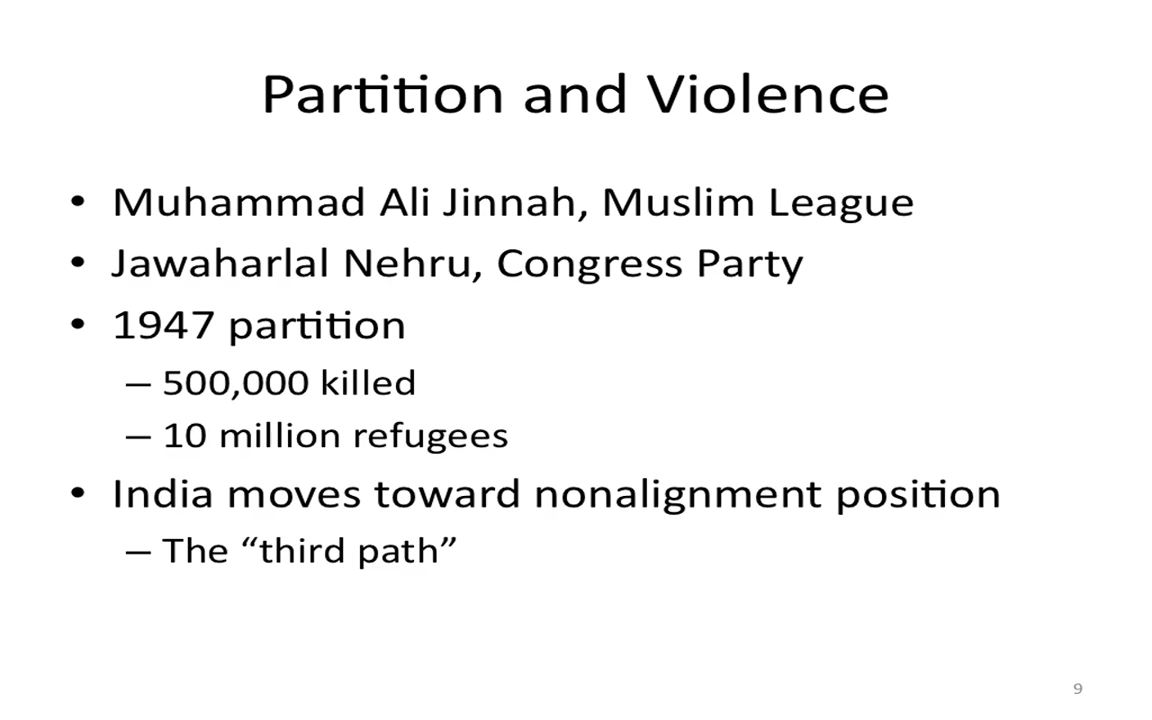 Partition and Violence
• Muhammad Ali Jinnah, Muslim League
• Jawaharlal Nehru, Congress Party
• 1947 partition
– 500,000 killed
– 10 million refugees
• India moves toward nonalignment position
– The “third path”
9